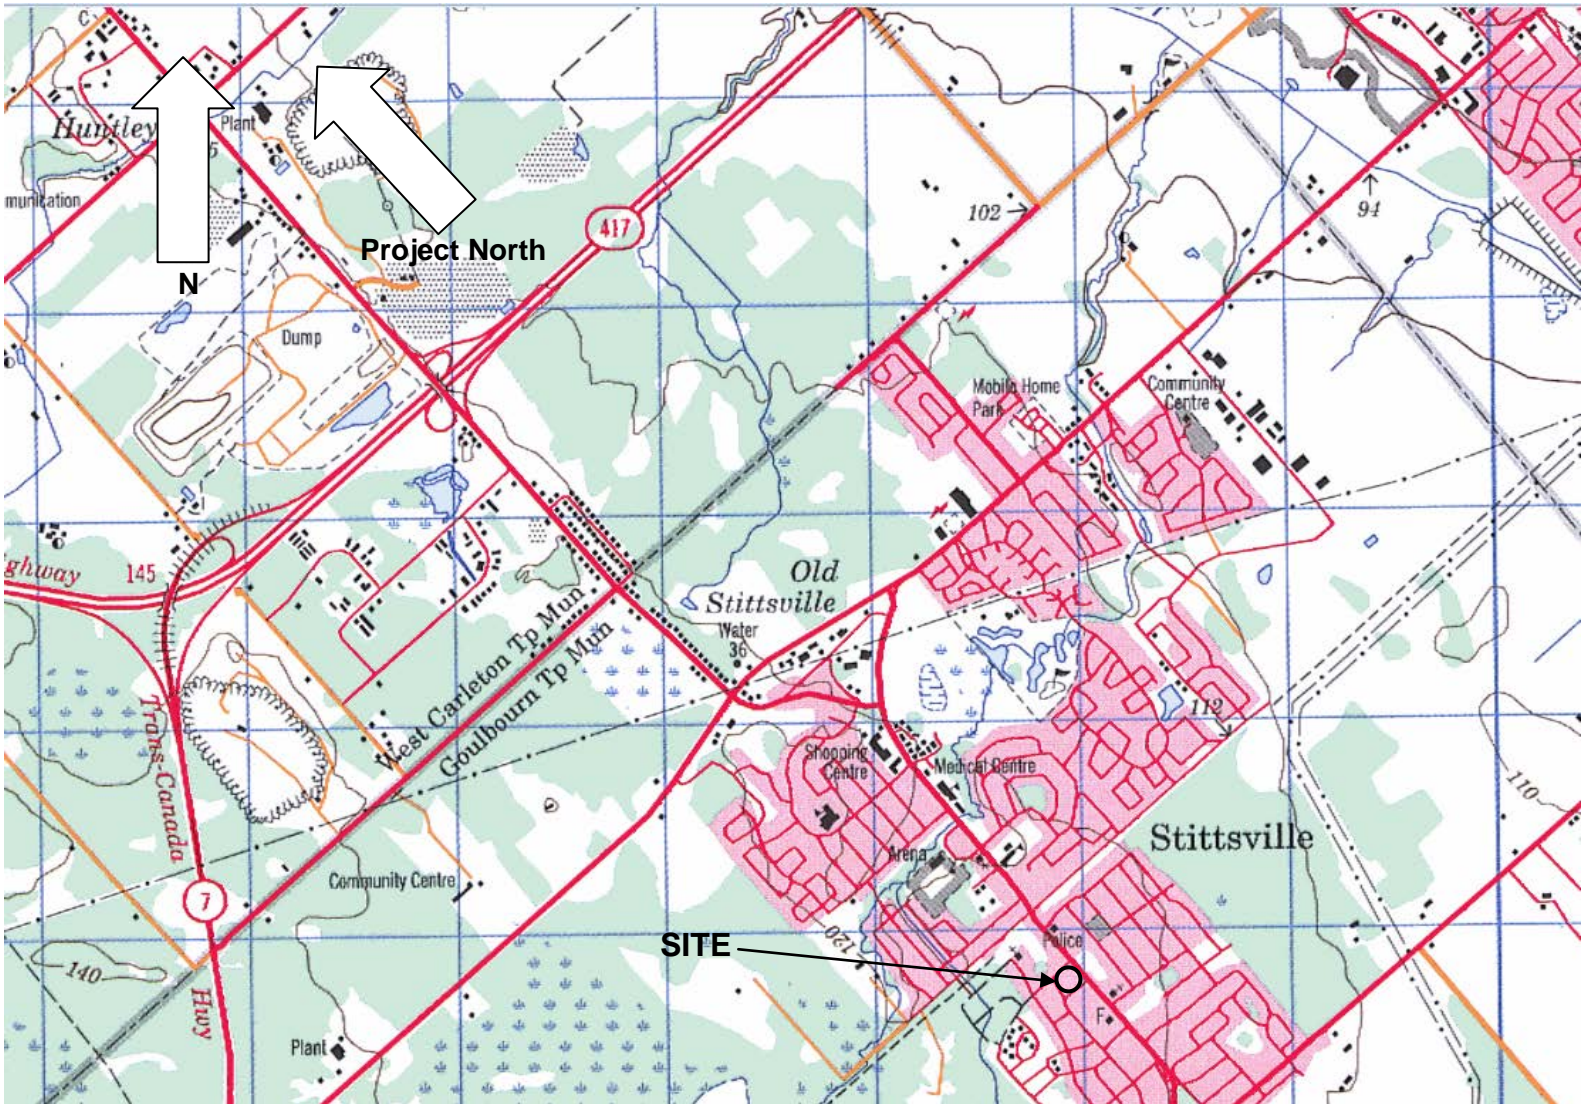 C
Huntley
Plant
munication
N
Project North
417
102
94
Dump
Mobile Home
Park
Community
Centre
ghway
145
Old
Stittsville
Water
36
West Carleton Tp Mun
Goulbourn Tp Mun
112
Trans-Canada
Hwy
7
Shopping
Centre
Medical Centre
110
Stittsville
Arena
Community Centre
120
SITE
Police
140
F
Plant